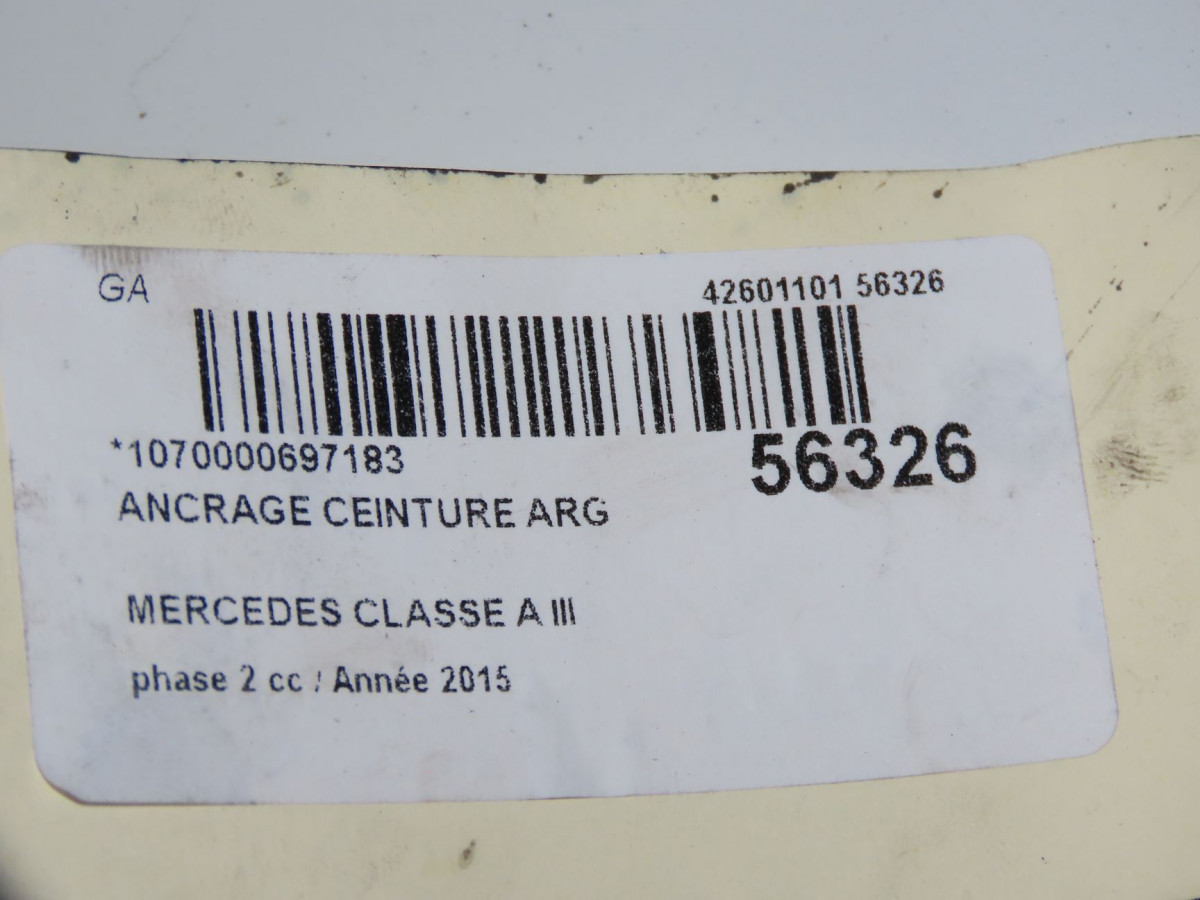 GA
42601101 56326
*1070000697183
56326
ANCRAGE CEINTURE ARG
MERCEDES CLASSE A III
phase 2 cc / Année 2015